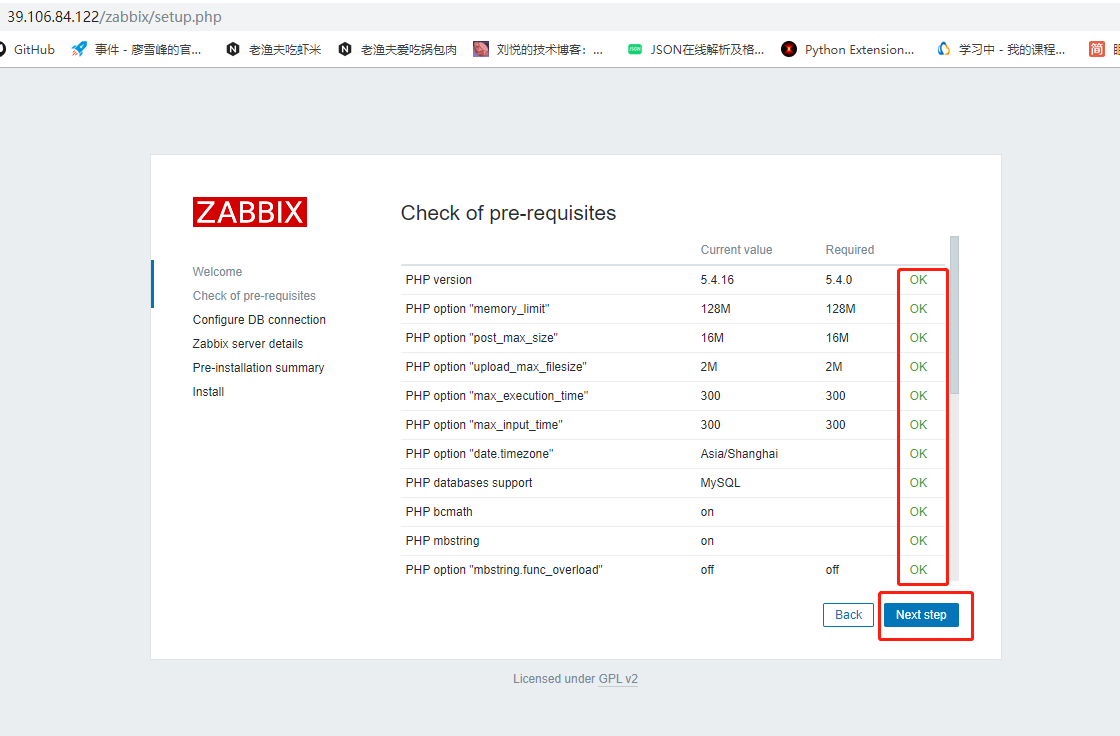 39.106.84.122/zabbix/setup.php
GitHub 事件 - 廖雪峰的官... 老渔夫吃虾米 老渔夫爱吃锅包肉 刘悦的技术博客: ... JSON JSON在线解析及格... Python Extension... 学习中 - 我的课程... 简
ZABBIX
Welcome
Check of pre-requisites
Configure DB connection
Zabbix server details
Pre-installation summary
Install
Check of pre-requisites
Current value Required
PHP version 5.4.16 5.4.0 OK
PHP option "memory_limit" 128M 128M OK
PHP option "post_max_size" 16M 16M OK
PHP option "upload_max_filesize" 2M 2M OK
PHP option "max_execution_time" 300 300 OK
PHP option "max_input_time" 300 300 OK
PHP option "date.timezone" Asia/Shanghai OK
PHP databases support MySQL OK
PHP bcmath on OK
PHP mbstring on OK
PHP option "mbstring.func_overload" off off OK
Back Next step
Licensed under GPL v2